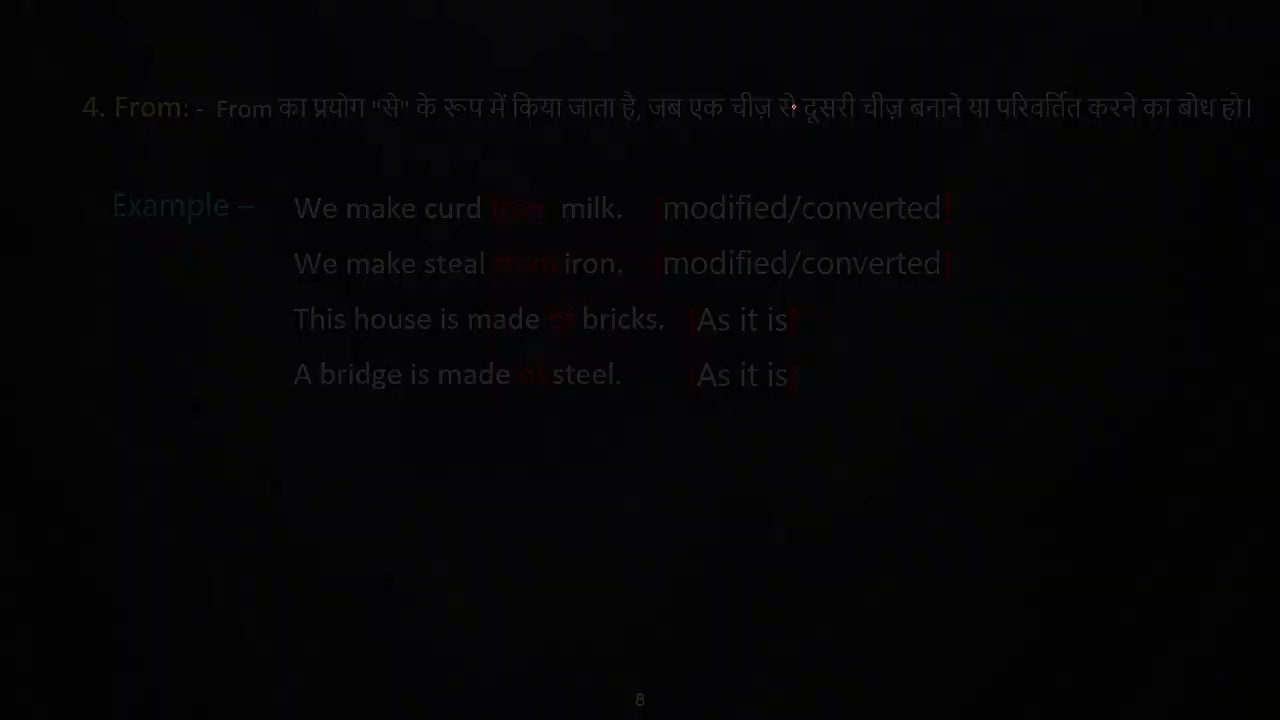 4. From: - From का प्रयोग "से" के रूप में किया जाता है, जब एक चीज़ से दूसरी चीज़ बनाने या परिवर्तित करने का बोध हो।
Example – We make curd from milk. [modified/converted]
We make steal from iron. [modified/converted]
This house is made of bricks. [As it is]
A bridge is made of steel. [As it is]
8